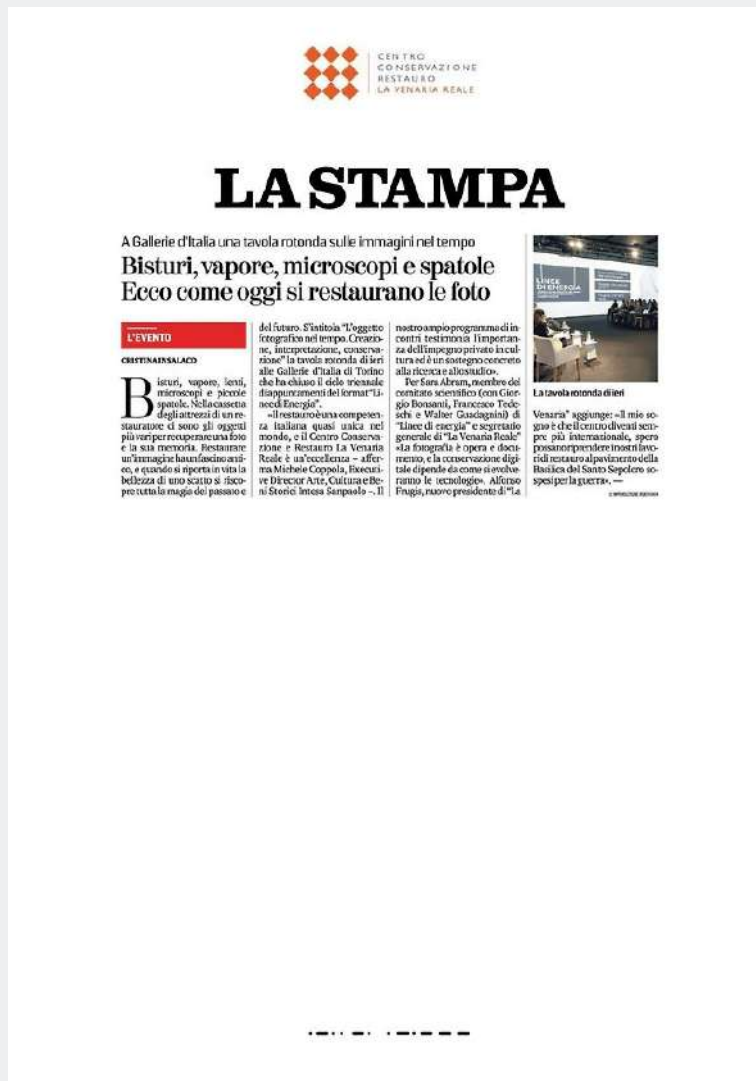 CENTRO
CONSERVAZIONE
RESTAURO
LA VENARIA REALE
LA STAMPA
A Gallerie d'Italia una tavola rotonda sulle immagini nel tempo
Bisturi, vapore, microscopi e spatole
Ecco come oggi si restaurano le foto
L'EVENTO
CRISTINA INSALACO
Bisturi, vapore, lenti,
microscopi e piccole
spatole. Nella cassetta
degli attrezzi di un re-
stauratore ci sono gli oggetti
più vari per recuperare una foto
e la sua memoria. Restaurare
un'immagine ha un fascino anti-
co, e quando si riporta in vita la
bellezza di uno scatto si risco-
pre tutta la magia del passato e
del futuro. S'intitola "L'oggetto
fotografico nel tempo. Creazio-
ne, interpretazione, conserva-
zione" la tavola rotonda di ieri
alle Gallerie d'Italia di Torino
che ha chiuso il ciclo triennale
di appuntamenti del format "Li-
nee di Energia".
«Il restauro è una competen-
za italiana quasi unica nel
mondo, e il Centro Conserva-
zione e Restauro La Venaria
Reale è un'eccellenza – affer-
ma Michele Coppola, Executi-
ve Director Arte, Cultura e Be-
ni Storici Intesa Sanpaolo –. Il
nostro ampio programma di in-
contri testimonia l'importan-
za dell'impegno privato in cul-
tura ed è un sostegno concreto
alla ricerca e allo studio».
Per Sara Abram, membro del
comitato scientifico (con Gior-
gio Bonsanti, Francesco Tede-
schi e Walter Guadagnini) di
"Linee di energia" e segretario
generale di "La Venaria Reale"
«La fotografia è opera e docu-
mento, e la conservazione digi-
tale dipende da come si evolve-
ranno le tecnologie». Alfonso
Frugis, nuovo presidente di "La
LINEE
DI ENERGIA
La tavola rotonda di ieri
Venaria" aggiunge: «Il mio so-
gno è che il centro diventi sem-
pre più internazionale, spero
possano riprendere i nostri lavo-
ri di restauro al pavimento della
Basilica del Santo Sepolcro so-
spesi per la guerra». —